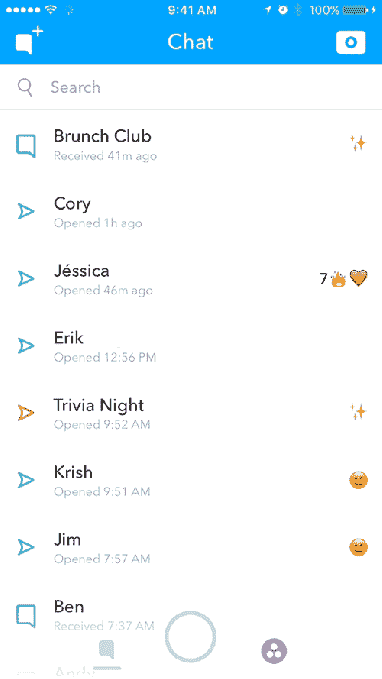 9:41 AM
100%
Chat
Search
Brunch Club
Received 41m ago
Cory
Opened 1h ago
Jéssica
Opened 46m ago
7
Erik
Opened 12:56 PM
Trivia Night
Opened 9:52 AM
Krish
Opened 9:51 AM
Jim
Opened 7:57 AM
Ben
Received 7:37 AM
Andy